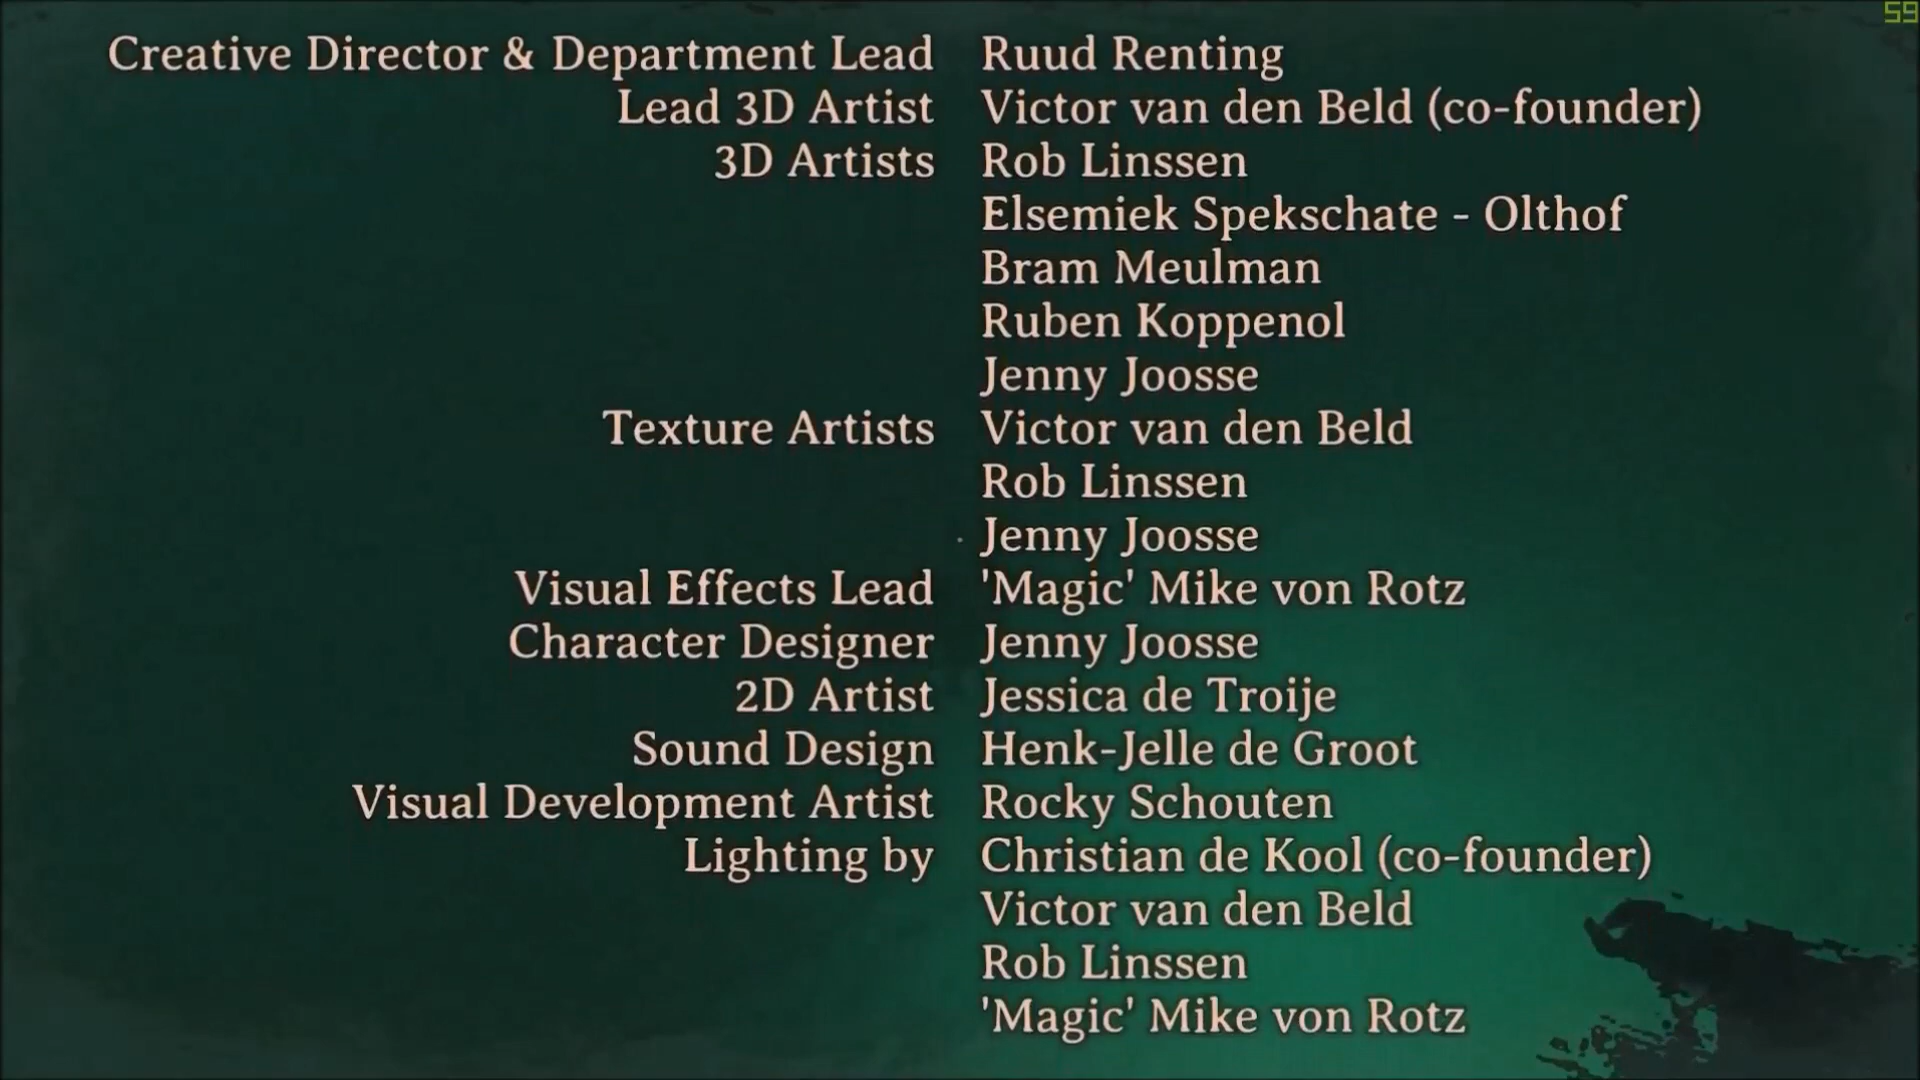 59
Creative Director & Department Lead Ruud Renting
Lead 3D Artist Victor van den Beld (co-founder)
3D Artists Rob Linssen
Elsemiek Spekschate - Olthof
Bram Meulman
Ruben Koppenol
Jenny Joosse
Texture Artists Victor van den Beld
Rob Linssen
Jenny Joosse
Visual Effects Lead 'Magic' Mike von Rotz
Character Designer Jenny Joosse
2D Artist Jessica de Troije
Sound Design Henk-Jelle de Groot
Visual Development Artist Rocky Schouten
Lighting by Christian de Kool (co-founder)
Victor van den Beld
Rob Linssen
'Magic' Mike von Rotz